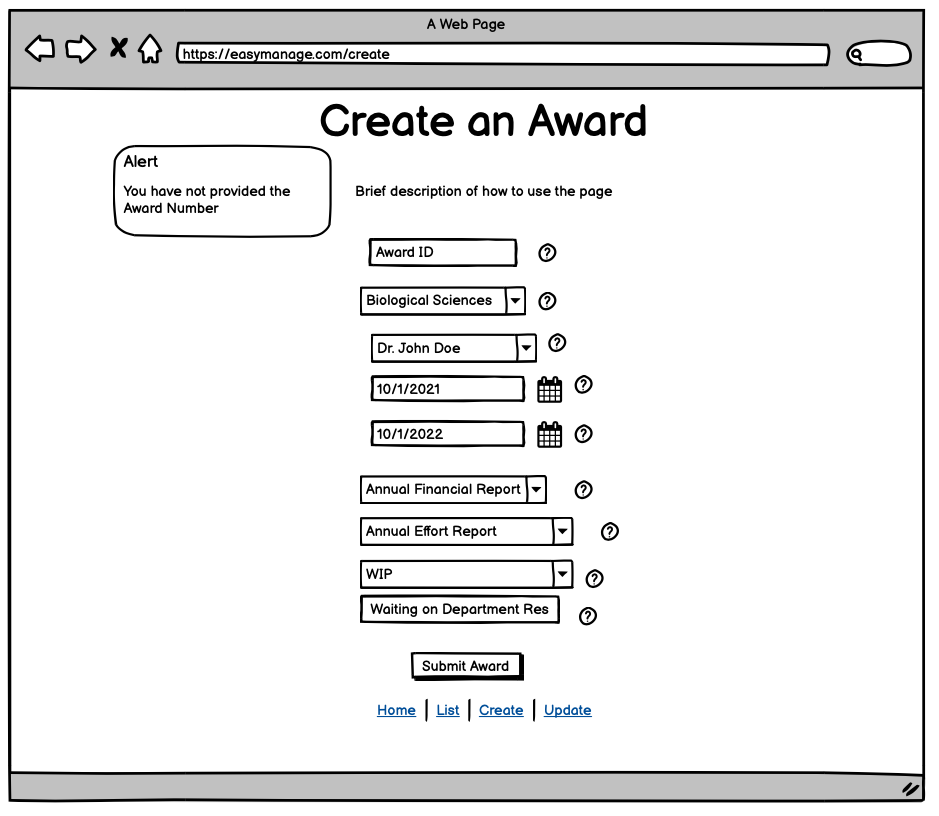 A Web Page
https://easymanage.com/create
Create an Award
Alert
You have not provided the
Award Number
Brief description of how to use the page
Award ID
?
Biological Sciences
?
Dr. John Doe
?
10/1/2021
?
10/1/2022
?
Annual Financial Report
?
Annual Effort Report
?
WIP
?
Waiting on Department Res
?
Submit Award
Home | List | Create | Update